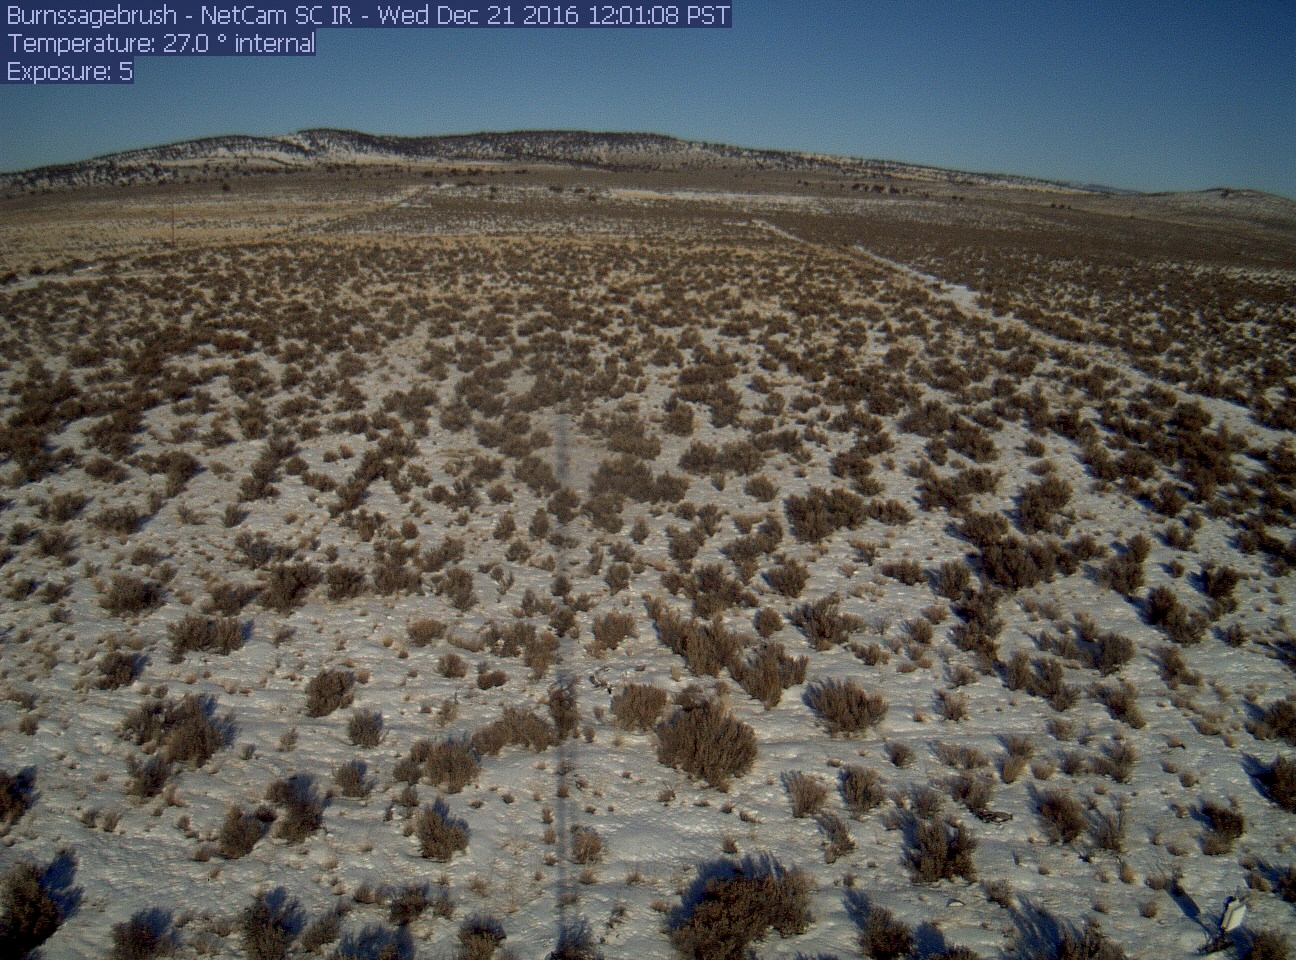 Burnssagebrush - NetCam SC IR - Wed Dec 21 2016 12:01:08 PST
Temperature: 27.0 ° internal
Exposure: 5